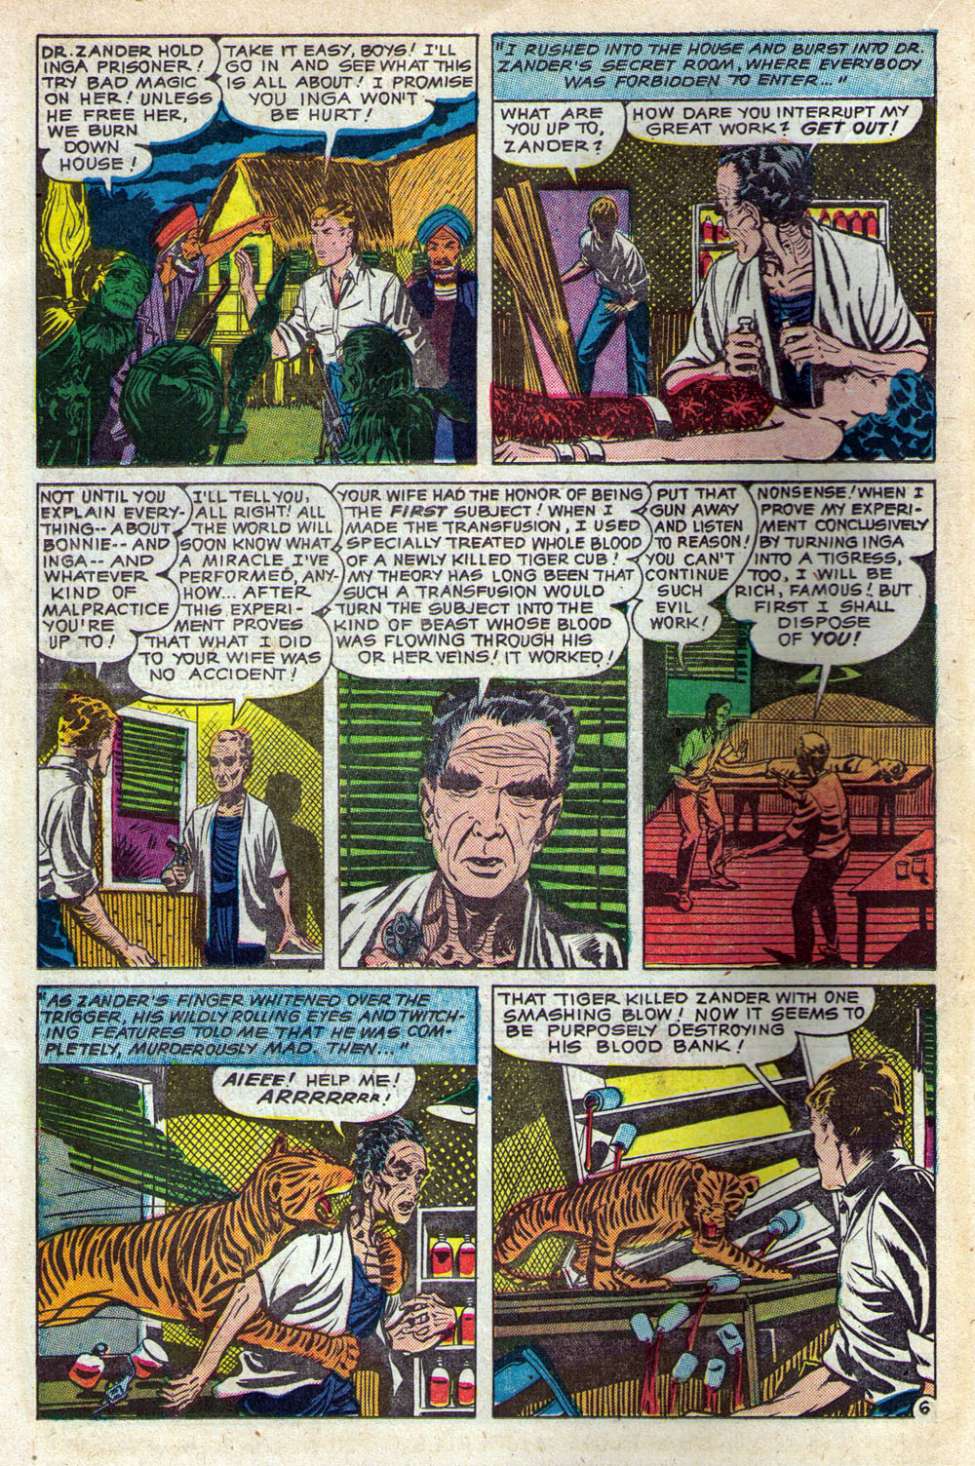 DR. ZANDER HOLD
INGA PRISONER!
TRY BAD MAGIC
ON HER! UNLESS
HE FREE HER,
WE BURN
DOWN
HOUSE!
TAKE IT EASY, BOYS! I'LL
GO IN AND SEE WHAT THIS
IS ALL ABOUT! I PROMISE
YOU INGA WON'T
BE HURT!
"I RUSHED INTO THE HOUSE AND BURST INTO DR.
ZANDER'S SECRET ROOM, WHERE EVERYBODY
WAS FORBIDDEN TO ENTER..."
WHAT ARE
YOU UP TO,
ZANDER?
HOW DARE YOU INTERRUPT MY
GREAT WORK? GET OUT!
NOT UNTIL YOU
EXPLAIN EVERY-
THING--ABOUT
BONNIE--AND
INGA--AND
WHATEVER
KIND OF
MALPRACTICE
YOU'RE
UP TO!
I'LL TELL YOU,
ALL RIGHT! ALL
THE WORLD WILL
SOON KNOW WHAT
A MIRACLE I'VE
PERFORMED, ANY-
HOW... AFTER
THIS EXPERI-
MENT PROVES
THAT WHAT I DID
TO YOUR WIFE WAS
NO ACCIDENT!
YOUR WIFE HAD THE HONOR OF BEING
THE FIRST SUBJECT! WHEN I
MADE THE TRANSFUSION, I USED
SPECIALLY TREATED WHOLE BLOOD
OF A NEWLY KILLED TIGER CUB!
MY THEORY HAS LONG BEEN THAT
SUCH A TRANSFUSION WOULD
TURN THE SUBJECT INTO THE
KIND OF BEAST WHOSE BLOOD
WAS FLOWING THROUGH HIS
OR HER VEINS! IT WORKED!
PUT THAT
GUN AWAY
AND LISTEN
TO REASON!
YOU CAN'T
CONTINUE
SUCH
EVIL
WORK!
NONSENSE! WHEN I
PROVE MY EXPERI-
MENT CONCLUSIVELY
BY TURNING INGA
INTO A TIGRESS,
TOO, I WILL BE
RICH, FAMOUS! BUT
FIRST I SHALL
DISPOSE
OF YOU!
"AS ZANDER'S FINGER WHITENED OVER THE
TRIGGER, HIS WILDLY ROLLING EYES AND TWITCH-
ING FEATURES TOLD ME THAT HE WAS COM-
PLETELY, MURDEROUSLY MAD. THEN..."
AIEEE! HELP ME!
ARRRRRRR!
THAT TIGER KILLED ZANDER WITH ONE
SMASHING BLOW! NOW IT SEEMS TO
BE PURPOSELY DESTROYING
HIS BLOOD BANK!
6